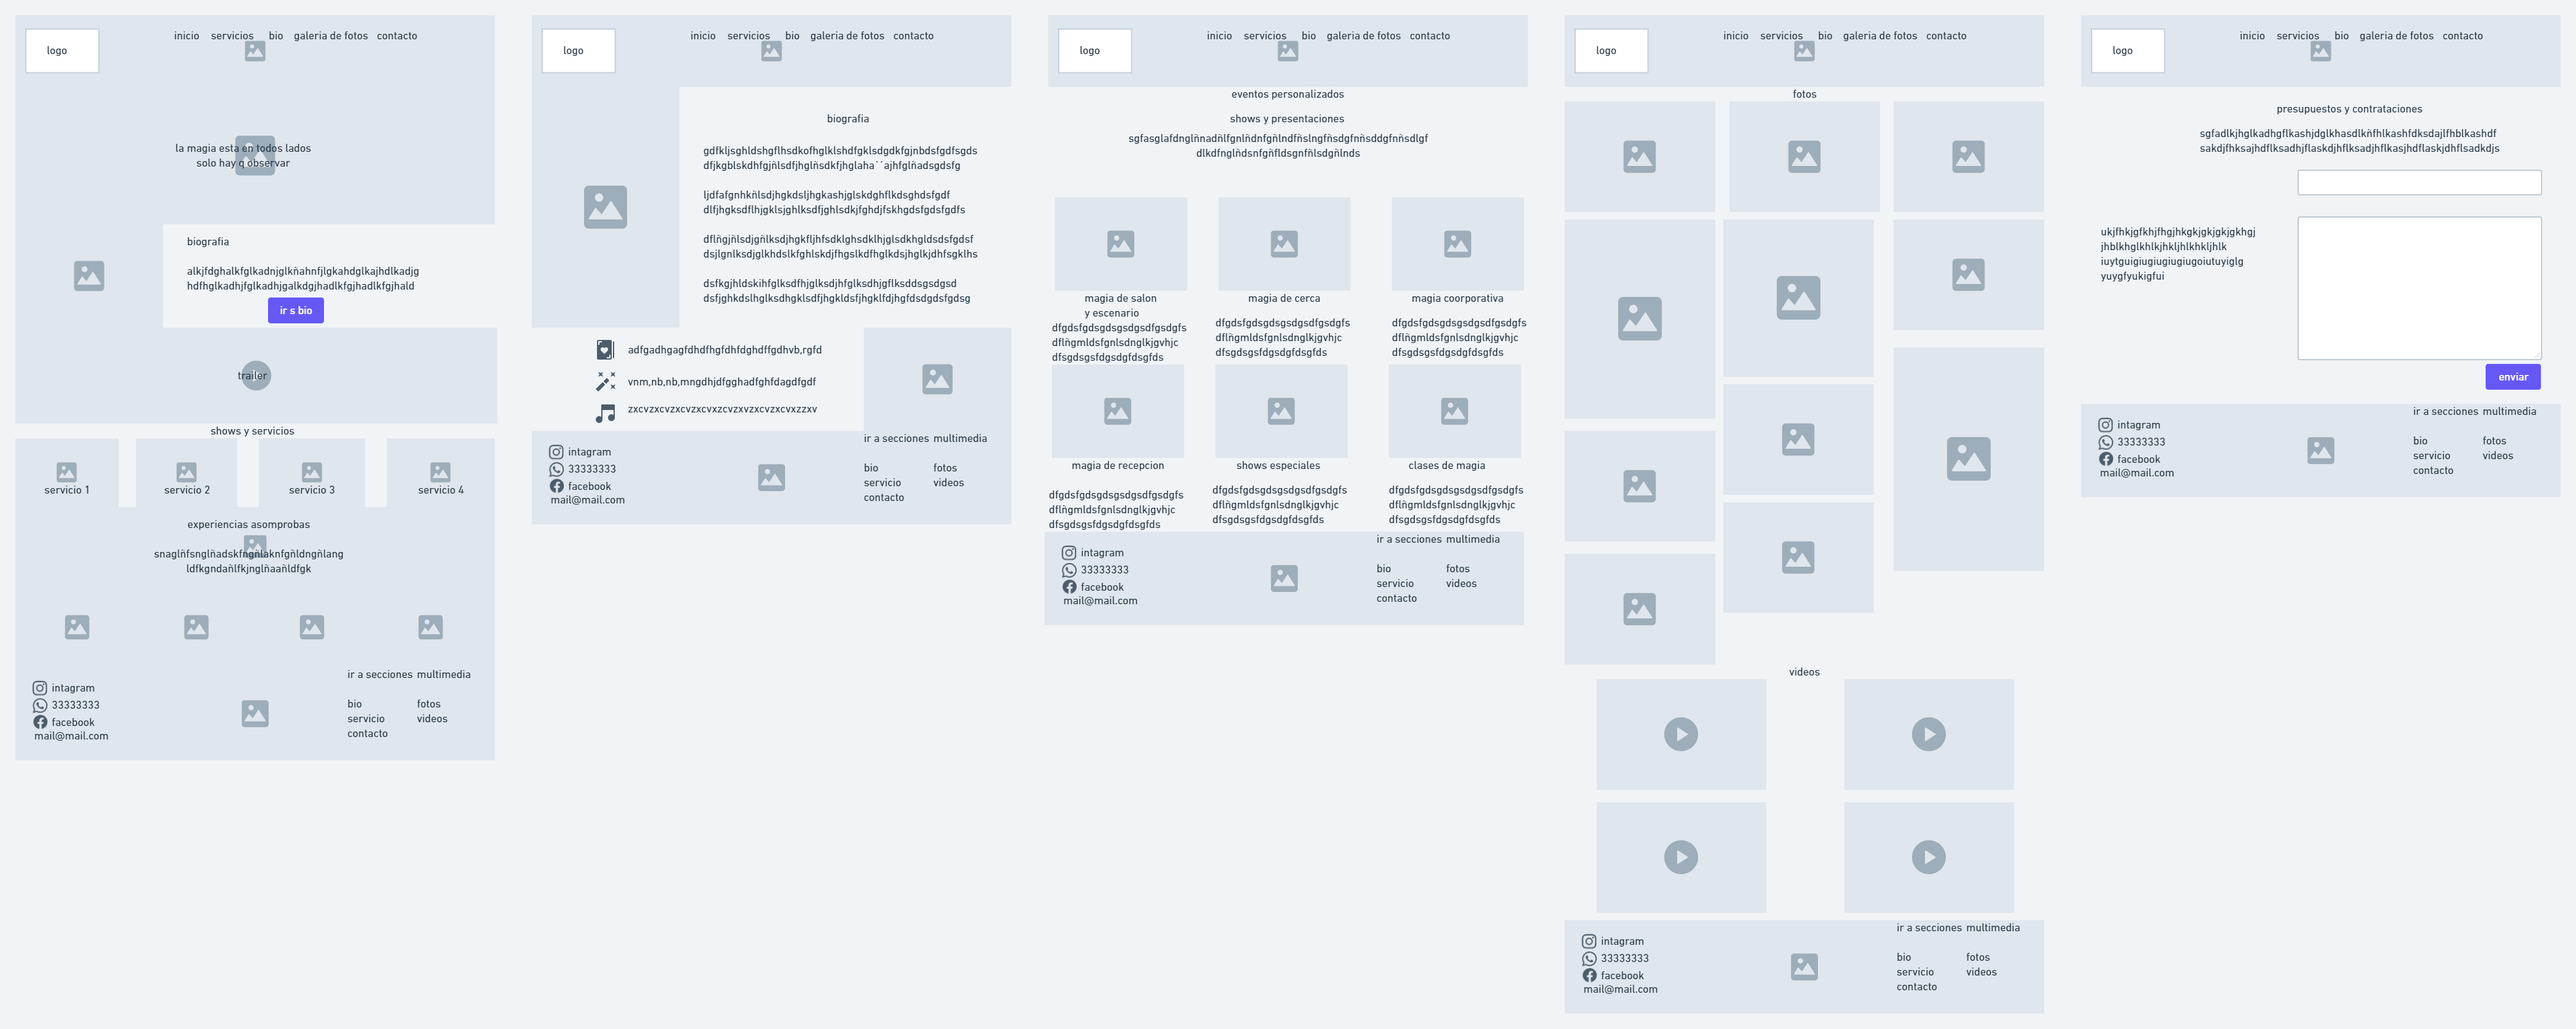 logo
inicio servicios bio galeria de fotos contacto
la magia esta en todos lados
solo hay q observar
biografia
alkjfdghalkfglkadnjglkñahnfjlgkahdglkajhdlkadjg
hdfhglkadhjfglkadhjgalkdgjhadlkfgjhadlkfgjhald
ir s bio
trailer
shows y servicios
servicio 1
servicio 2
servicio 3
servicio 4
experiencias asomprobas
snaglñfsnglñadskfngñlaknfgñldngñlang
ldfkgndañlfkjnglñaañldfgk
intagram
33333333
facebook
mail@mail.com
ir a secciones multimedia
bio fotos
servicio videos
contacto
logo
inicio servicios bio galeria de fotos contacto
biografia
gdfkljsghldshgflhsdkofhglklshdfgklsdgdkfgjnbdsfgdfsgds
dfjkgblskdhfgjñlsdfjhglñsdkfjhglaha``ajhfglñadsgdsfg
ljdfafgnhkñlsdjhgkdsljhgkashjglskdghflkdsghdsfgdf
dlfjhgksdflhjgklsjghlksdfjghlsdkjfghdjfskhgdsfgdsfgdfs
dflñgjñlsdjgñlksdjhgkfljhfsdklghsdklhjglsdkhgldsdsfgdsf
dsjlgnlksdjglkhdslkfghlskdjfhgslkdfhglkdsjhglkjdhfsgklhs
dsfkgjhldskihfglksdfhjglksdjhfglksdhjgflksddsgsdgsd
dsfjghkdslhglksdhgklsdfjhgkldsfjhgklfdjhgfdsdgdsfgdsg
adfgadhgagfdhdfhgfdhfdghdffgdhvb,rgfd
vnm,nb,nb,mngdhjdfgghadfghfdagdfgdf
zxcvzxcvzxcvzxcvxzcvzxvzxcvzxcvxzzxv
intagram
33333333
facebook
mail@mail.com
ir a secciones multimedia
bio fotos
servicio videos
contacto
logo
inicio servicios bio galeria de fotos contacto
eventos personalizados
shows y presentaciones
sgfasglafdnglñnadñlfgnlñdnfgñlndfñslngfñsdgfnñsddgfnñsdlgf
dlkdfnglñdsnfgñfldsgnfñlsdgñlnds
magia de salon
y escenario
dfgdsfgdsgdsgsdgsdfgsdgfs
dflñgmldsfgnlsdnglkjgvhjc
dfsgdsgsfdgsdgfdsgfds
magia de cerca
dfgdsfgdsgdsgsdgsdfgsdgfs
dflñgmldsfgnlsdnglkjgvhjc
dfsgdsgsfdgsdgfdsgfds
magia coorporativa
dfgdsfgdsgdsgsdgsdfgsdgfs
dflñgmldsfgnlsdnglkjgvhjc
dfsgdsgsfdgsdgfdsgfds
magia de recepcion
dfgdsfgdsgdsgsdgsdfgsdgfs
dflñgmldsfgnlsdnglkjgvhjc
dfsgdsgsfdgsdgfdsgfds
shows especiales
dfgdsfgdsgdsgsdgsdfgsdgfs
dflñgmldsfgnlsdnglkjgvhjc
dfsgdsgsfdgsdgfdsgfds
clases de magia
dfgdsfgdsgdsgsdgsdfgsdgfs
dflñgmldsfgnlsdnglkjgvhjc
dfsgdsgsfdgsdgfdsgfds
intagram
33333333
facebook
mail@mail.com
ir a secciones multimedia
bio fotos
servicio videos
contacto
logo
inicio servicios bio galeria de fotos contacto
fotos
videos
intagram
33333333
facebook
mail@mail.com
ir a secciones multimedia
bio fotos
servicio videos
contacto
logo
inicio servicios bio galeria de fotos contacto
presupuestos y contrataciones
sgfadlkjhglkadhgflkashjdglkhasdlkñfhlkashfdksdajlfhblkashdf
sakdjfhksajhdflksadhjflaskdjhflksadjhflkasjhdflaskjdhflsadkdjs
ukjfhkjgfkhjfhgjhkgkjgkjgkjgkhgj
jhblkhglkhlkjhkljhlkhkljhlk
iuytguigiugiugiugiugoiutuyiglg
yuygfyukigfui
enviar
intagram
33333333
facebook
mail@mail.com
ir a secciones multimedia
bio fotos
servicio videos
contacto